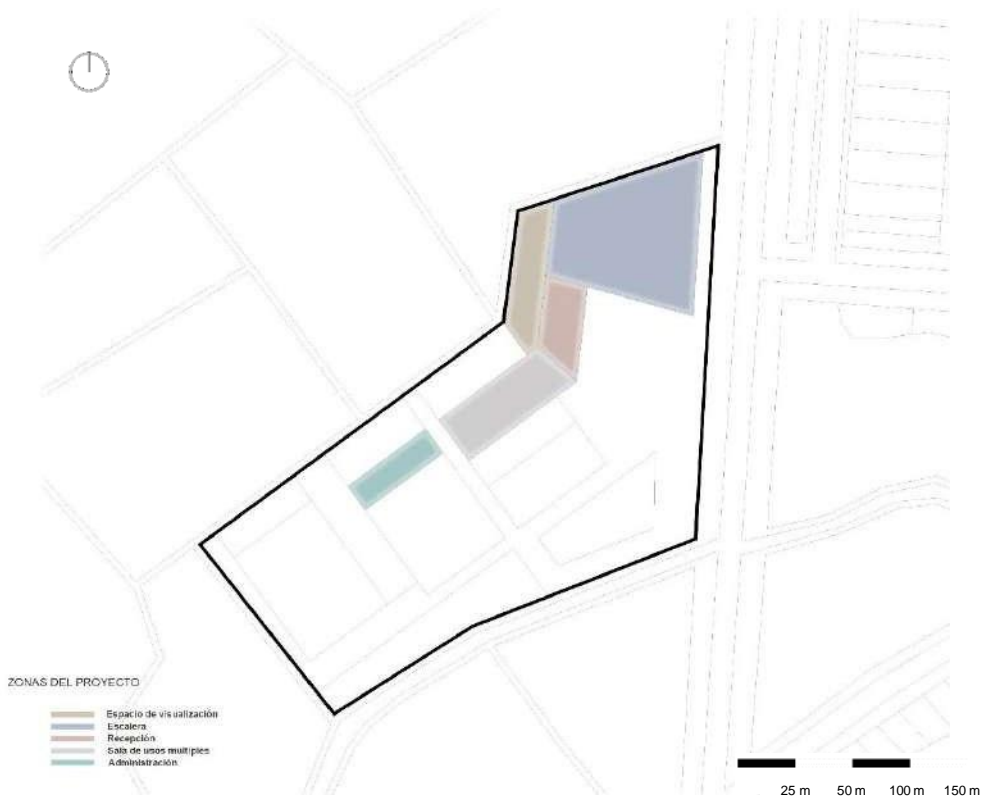 ZONAS DEL PROYECTO
Espacio de visualización
Escalera
Recepción
Sala de usos multiples
Administración
25 m 50 m 100 m 150 m